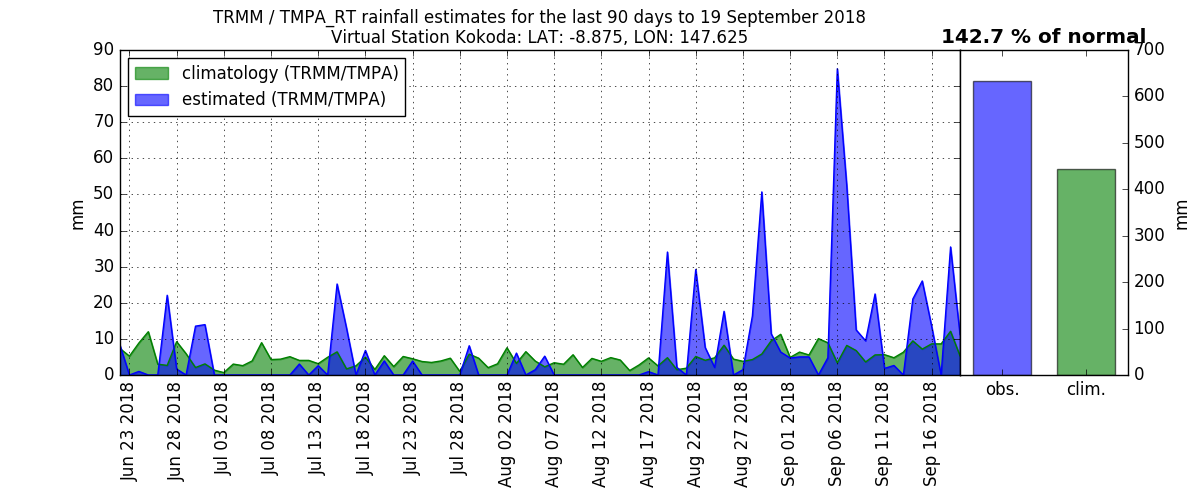 TRMM / TMPA_RT rainfall estimates for the last 90 days to 19 September 2018
Virtual Station Kokoda: LAT: -8.875, LON: 147.625
142.7 % of normal
climatology (TRMM/TMPA)
estimated (TRMM/TMPA)
90
80
70
60
50
40
30
20
10
0
mm
Jun 23 2018
Jun 28 2018
Jul 03 2018
Jul 08 2018
Jul 13 2018
Jul 18 2018
Jul 23 2018
Jul 28 2018
Aug 02 2018
Aug 07 2018
Aug 12 2018
Aug 17 2018
Aug 22 2018
Aug 27 2018
Sep 01 2018
Sep 06 2018
Sep 11 2018
Sep 16 2018
obs.
clim.
700
600
500
400
300
200
100
0
mm